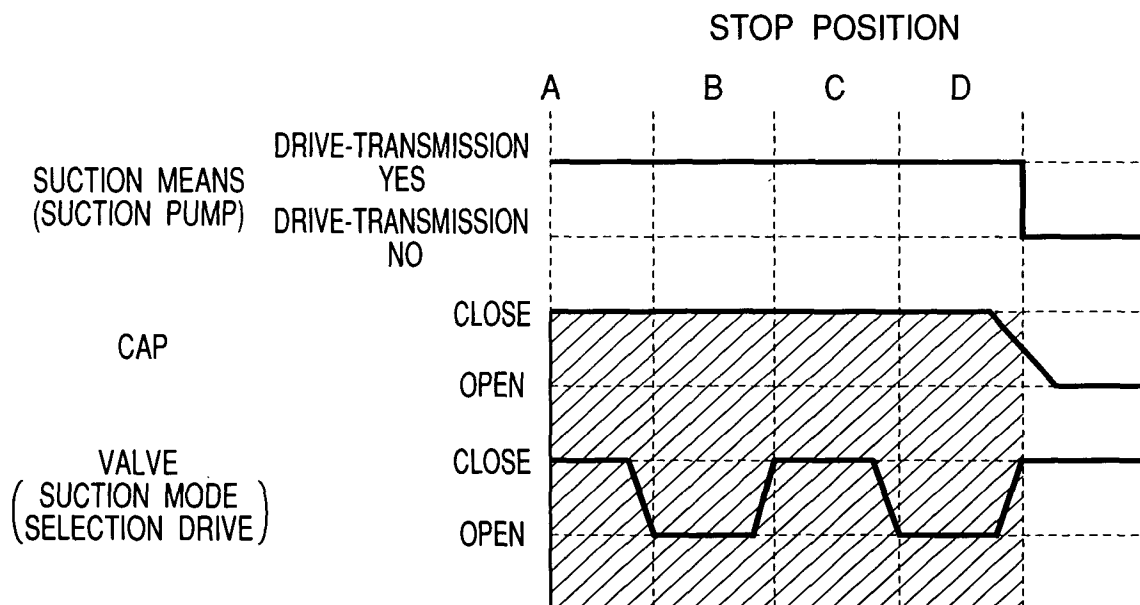 STOP POSITION
A B C D
SUCTION MEANS
(SUCTION PUMP)
DRIVE-TRANSMISSION
YES
DRIVE-TRANSMISSION
NO
CAP
CLOSE
OPEN
VALVE
(SUCTION MODE
SELECTION DRIVE)
CLOSE
OPEN